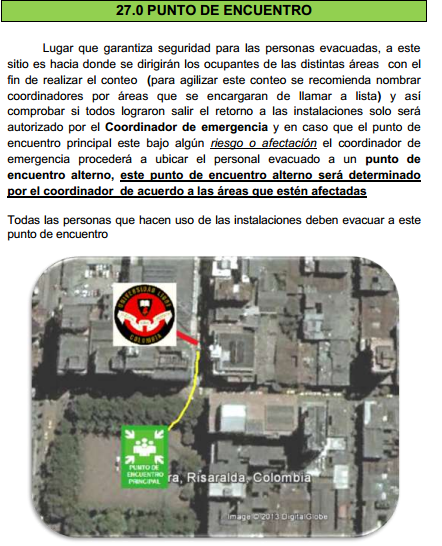 27.0 PUNTO DE ENCUENTRO
Lugar que garantiza seguridad para las personas evacuadas, a este
sitio es hacia donde se dirigirán los ocupantes de las distintas áreas con el
fin de realizar el conteo (para agilizar este conteo se recomienda nombrar
coordinadores por áreas que se encargaran de llamar a lista) y así
comprobar si todos lograron salir el retorno a las instalaciones solo será
autorizado por el Coordinador de emergencia y en caso que el punto de
encuentro principal este bajo algún riesgo o afectación el coordinador de
emergencia procederá a ubicar el personal evacuado a un punto de
encuentro alterno, este punto de encuentro alterno será determinado
por el coordinador de acuerdo a las áreas que estén afectadas
Todas las personas que hacen uso de las instalaciones deben evacuar a este
punto de encuentro
UNIVERSIDAD LIBRE
COLOMBIA
PUNTO DE
ENCUENTRO
PRINCIPAL
ra, Risaralda, Colombia
Image © 2013 DigitalGlobe